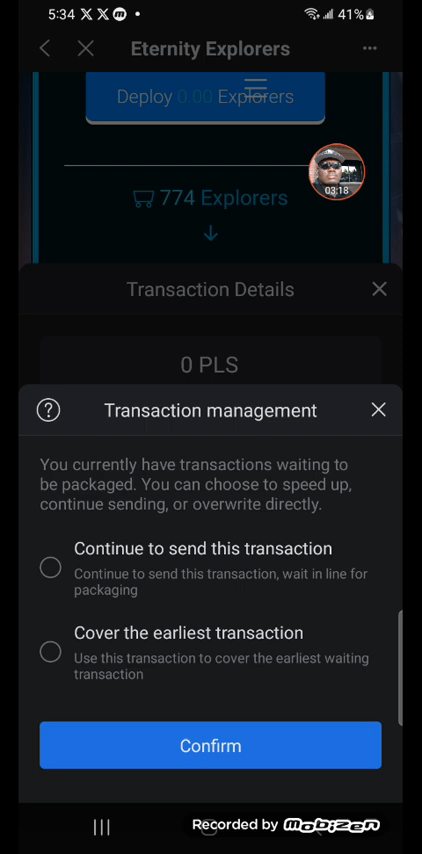 5:34
41%
Eternity Explorers
Deploy 0.00 Explorers
03:18
774 Explorers
Transaction Details
0 PLS
Transaction management
You currently have transactions waiting to
be packaged. You can choose to speed up,
continue sending, or overwrite directly.
Continue to send this transaction
Continue to send this transaction, wait in line for
packaging
Cover the earliest transaction
Use this transaction to cover the earliest waiting
transaction
Confirm
Recorded by mobizen